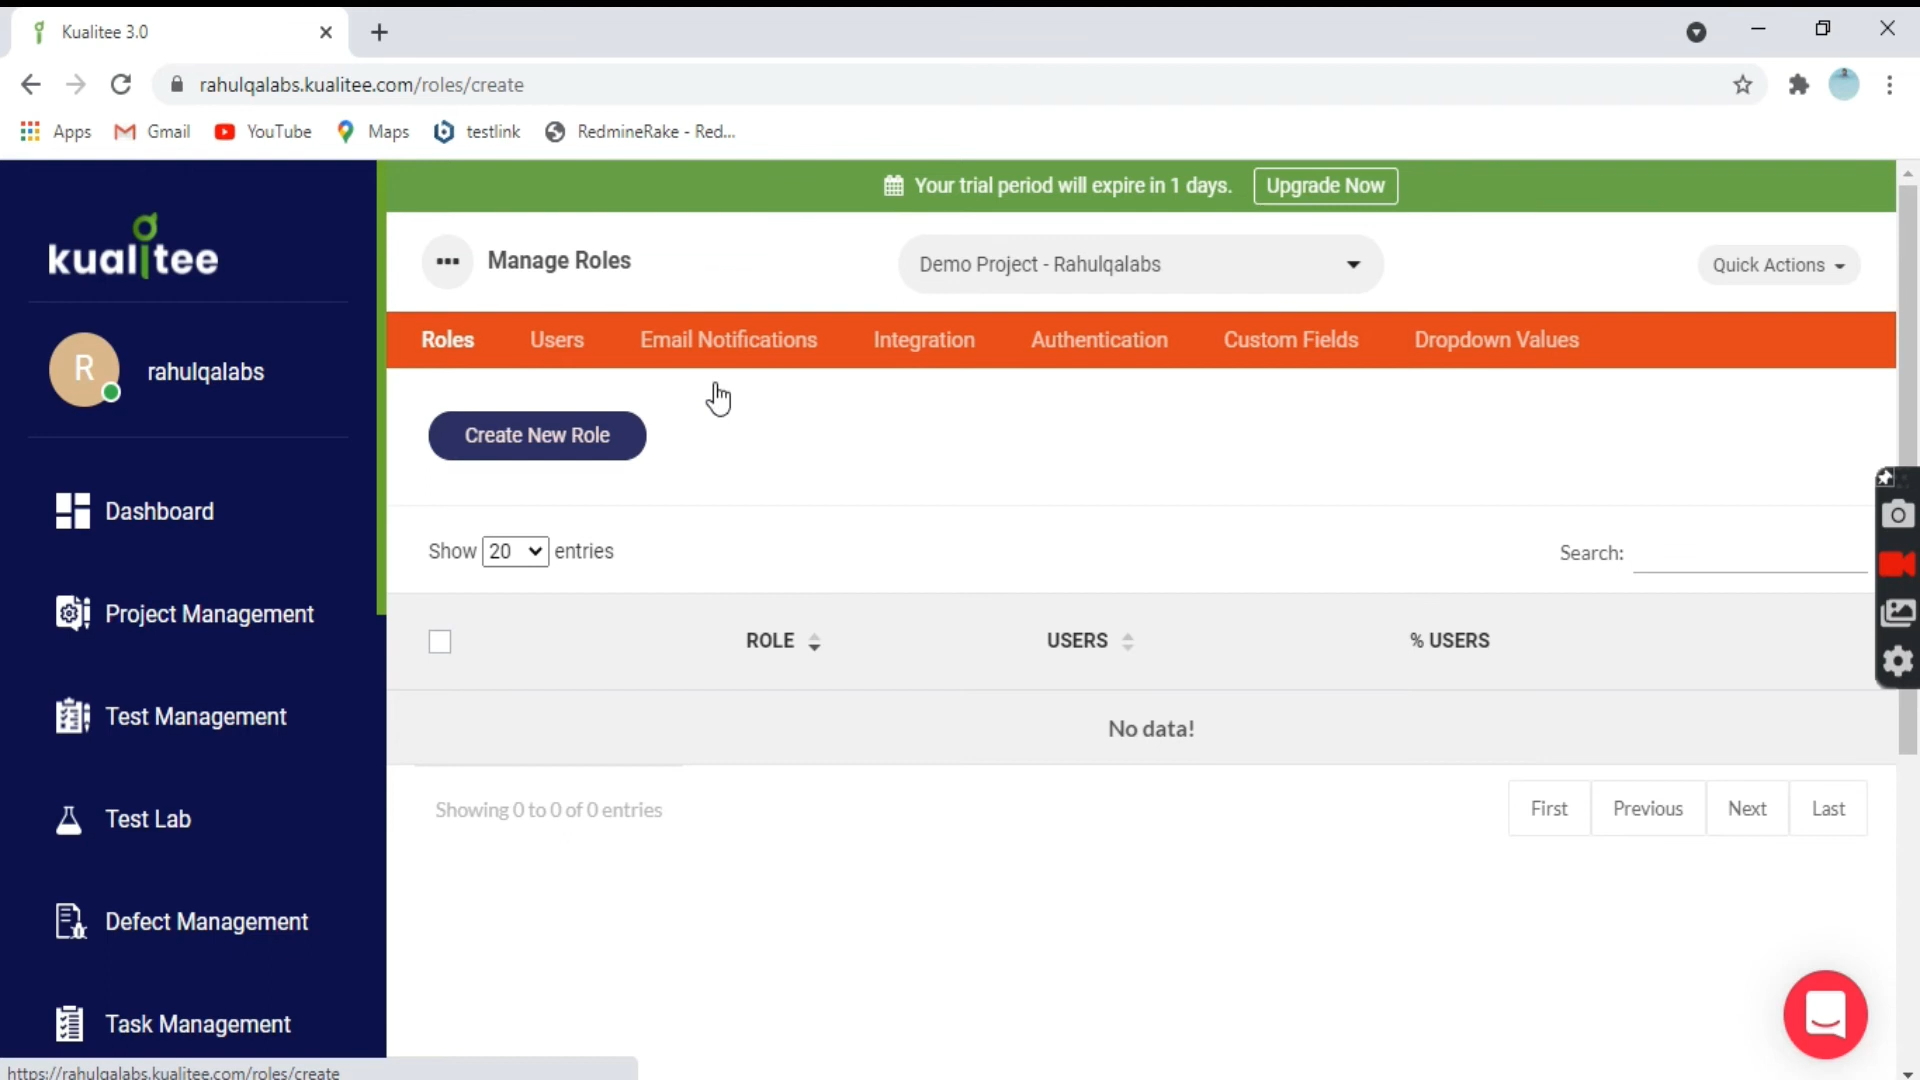 Kualitee 3.0
rahulqalabs.kualitee.com/roles/create
Apps Gmail YouTube Maps testlink RedmineRake - Red...
Your trial period will expire in 1 days. Upgrade Now
kualitee
Manage Roles
Demo Project - Rahulqalabs
Quick Actions
Roles Users Email Notifications Integration Authentication Custom Fields Dropdown Values
R rahulqalabs
Create New Role
Dashboard
Show 20 entries
Search:
Project Management
ROLE USERS % USERS
Test Management
No data!
Test Lab
Showing 0 to 0 of 0 entries
First Previous Next Last
Defect Management
Task Management
https://rahulqalabs.kualitee.com/roles/create